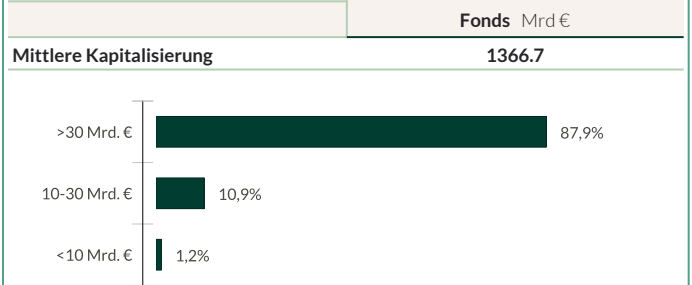 Fonds Mrd €
Mittlere Kapitalisierung 1366.7
>30 Mrd. € 87,9%
10-30 Mrd. € 10,9%
<10 Mrd. € 1,2%